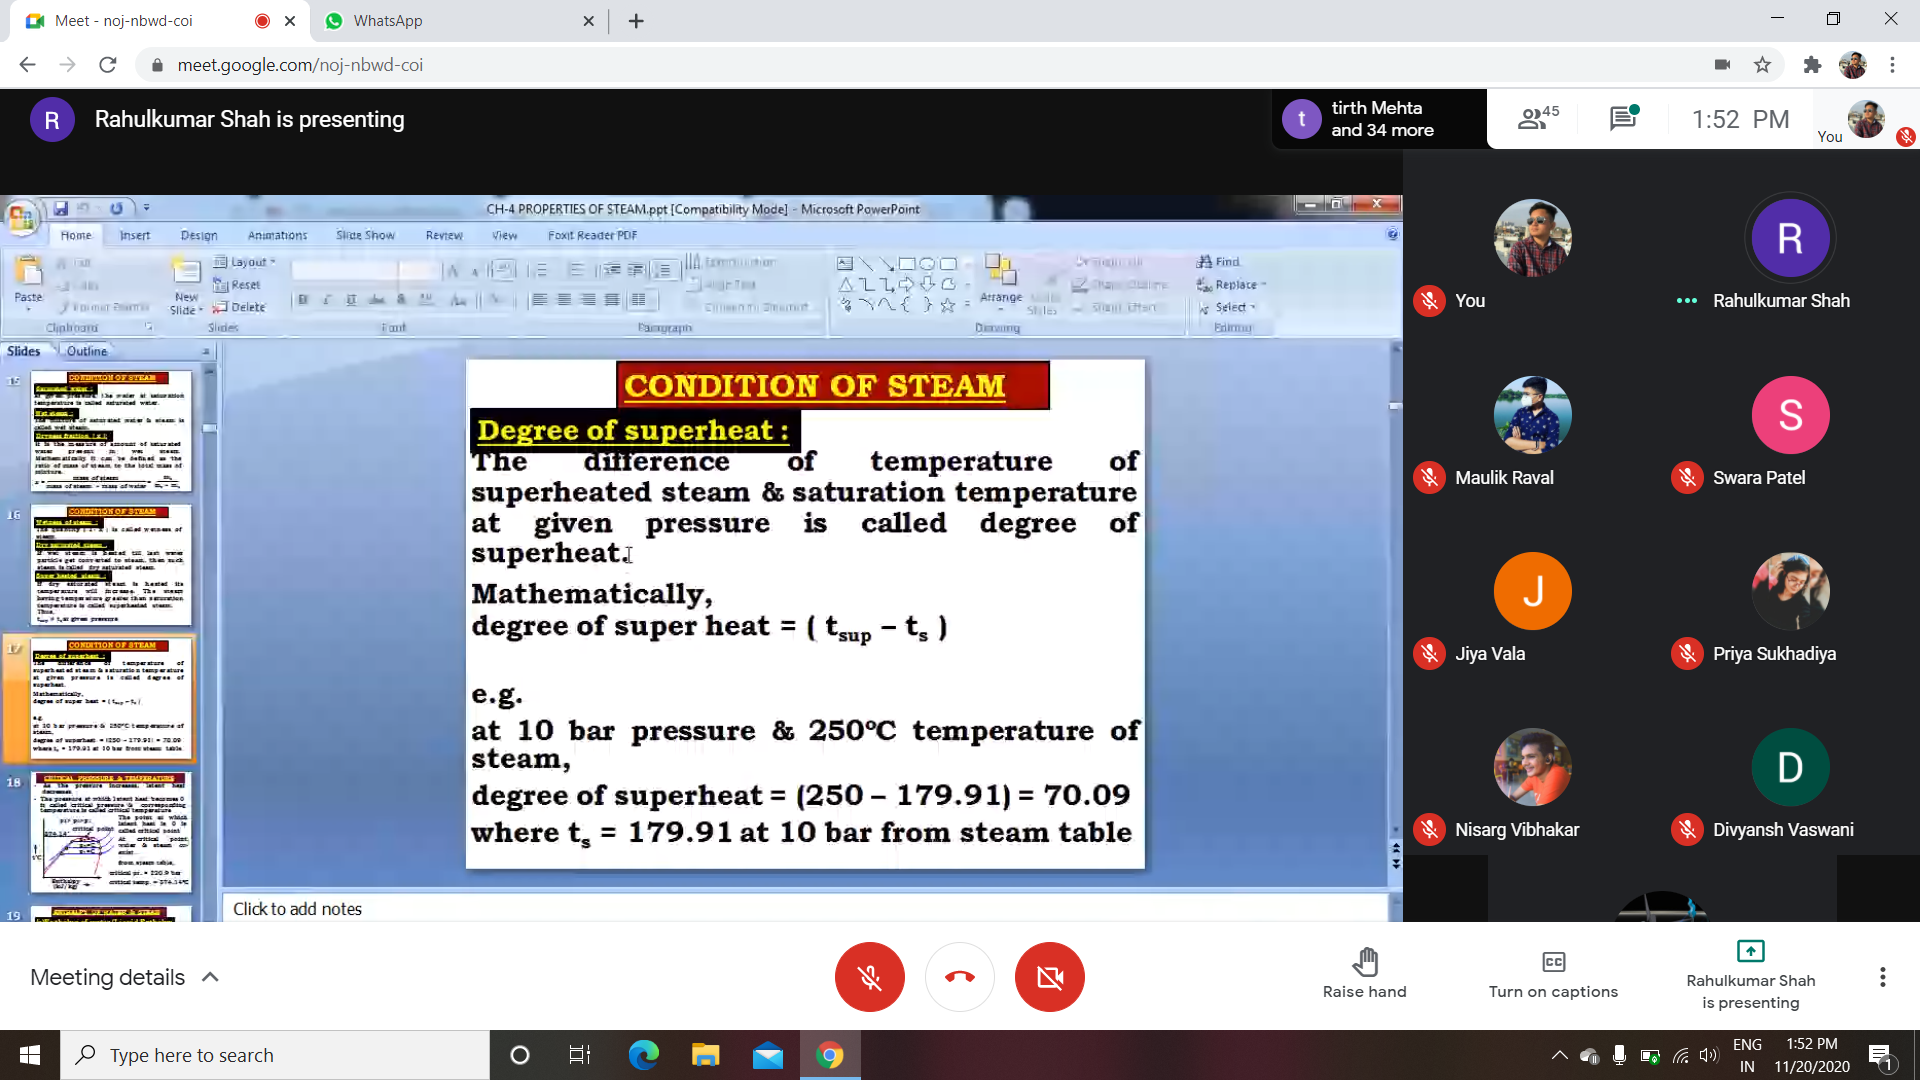 Meet - noj-nbwd-coi
WhatsApp
meet.google.com/noj-nbwd-coi
R
Rahulkumar Shah is presenting
t
tirth Mehta
and 34 more
45
1:52 PM
You
CH-4 PROPERTIES OF STEAM.ppt [Compatibility Mode] - Microsoft PowerPoint
Home
Insert
Design
Animations
Slide Show
Review
View
Foxit Reader PDF
Paste
Clipboard
New
Slide
Layout
Reset
Delete
Slides
Font
Paragraph
Arrange
Drawing
Find
Replace
Select
Editing
Slides
Outline
16
17
18
19
CONDITION OF STEAM
Degree of superheat :
The difference of temperature of
superheated steam & saturation temperature
at given pressure is called degree of
superheat.
Mathematically,
degree of super heat = ( tsup – ts )
e.g.
at 10 bar pressure & 250°C temperature of
steam,
degree of superheat = (250 – 179.91) = 70.09
where ts = 179.91 at 10 bar from steam table
Click to add notes
You
R
Rahulkumar Shah
Maulik Raval
S
Swara Patel
J
Jiya Vala
Priya Sukhadiya
Nisarg Vibhakar
D
Divyansh Vaswani
Meeting details
Raise hand
CC
Turn on captions
Rahulkumar Shah
is presenting
Type here to search
ENG
IN
1:52 PM
11/20/2020
1